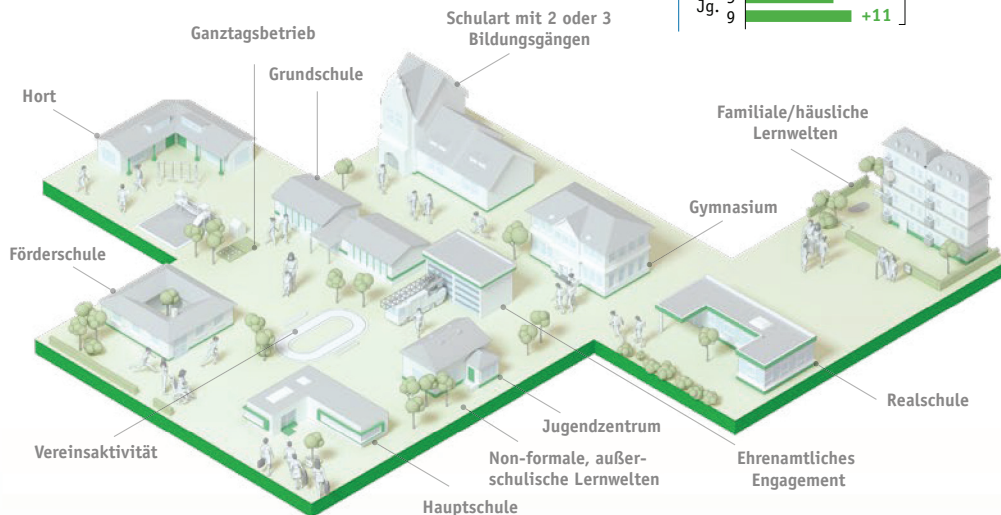 Schulart mit 2 oder 3
Bildungsgängen
Jg.
9
+11
Ganztagsbetrieb
Grundschule
Hort
Familiale/häusliche
Lernwelten
Gymnasium
Förderschule
Realschule
Jugendzentrum
Vereinsaktivität
Non-formale, außer-
schulische Lernwelten
Ehrenamtliches
Engagement
Hauptschule